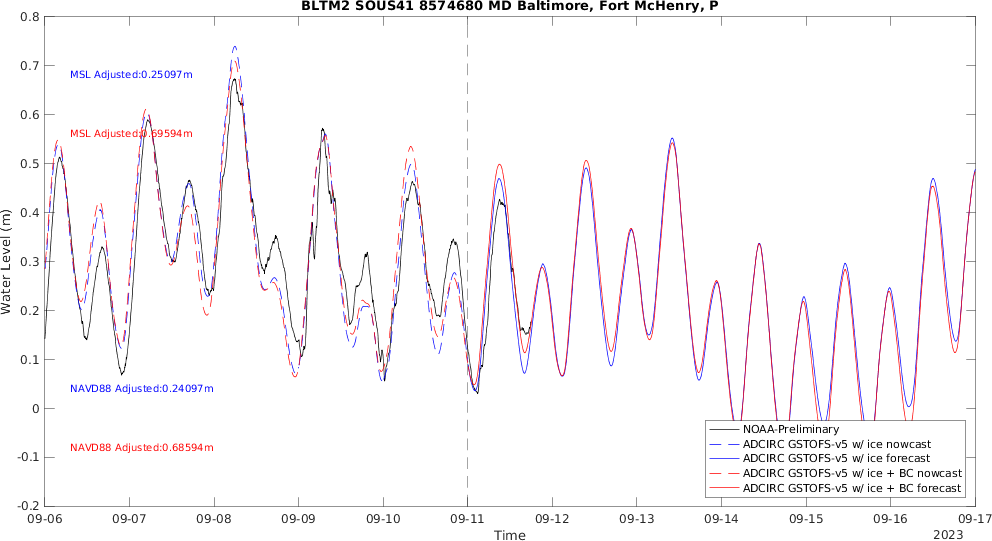 BLTM2 SOUS41 8574680 MD Baltimore, Fort McHenry, P
0.8
0.7
0.6
0.5
0.4
0.3
0.2
0.1
0
-0.1
-0.2
Water Level (m)
MSL Adjusted:0.25097m
MSL Adjusted:0.69594m
NAVD88 Adjusted:0.24097m
NAVD88 Adjusted:0.68594m
NOAA-Preliminary
ADCIRC GSTOFS-v5 w/ ice nowcast
ADCIRC GSTOFS-v5 w/ ice forecast
ADCIRC GSTOFS-v5 w/ ice + BC nowcast
ADCIRC GSTOFS-v5 w/ ice + BC forecast
09-06 09-07 09-08 09-09 09-10 09-11 09-12 09-13 09-14 09-15 09-16 09-17
Time
2023